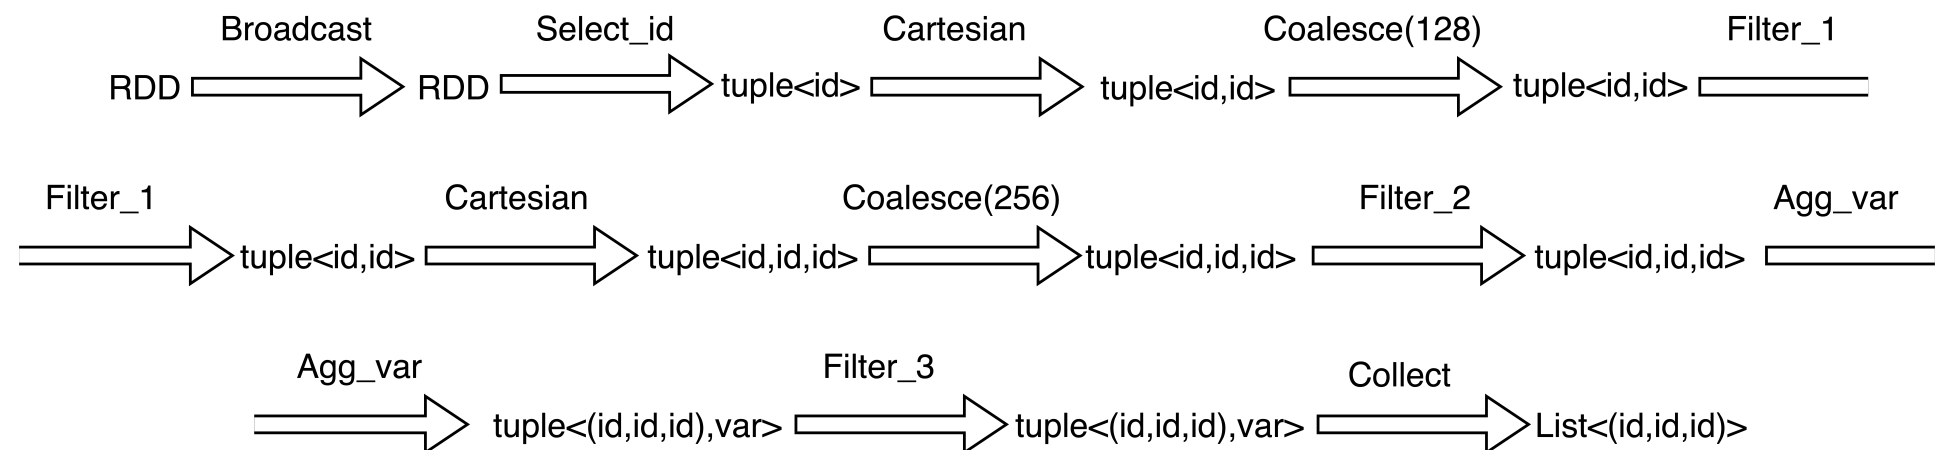 Broadcast Select_id Cartesian Coalesce(128) Filter_1
RDD RDD tuple<id> tuple<id,id> tuple<id,id>
Filter_1 Cartesian Coalesce(256) Filter_2 Agg_var
tuple<id,id> tuple<id,id,id> tuple<id,id,id> tuple<id,id,id>
Agg_var Filter_3 Collect
tuple<(id,id,id),var> tuple<(id,id,id),var> List<(id,id,id)>